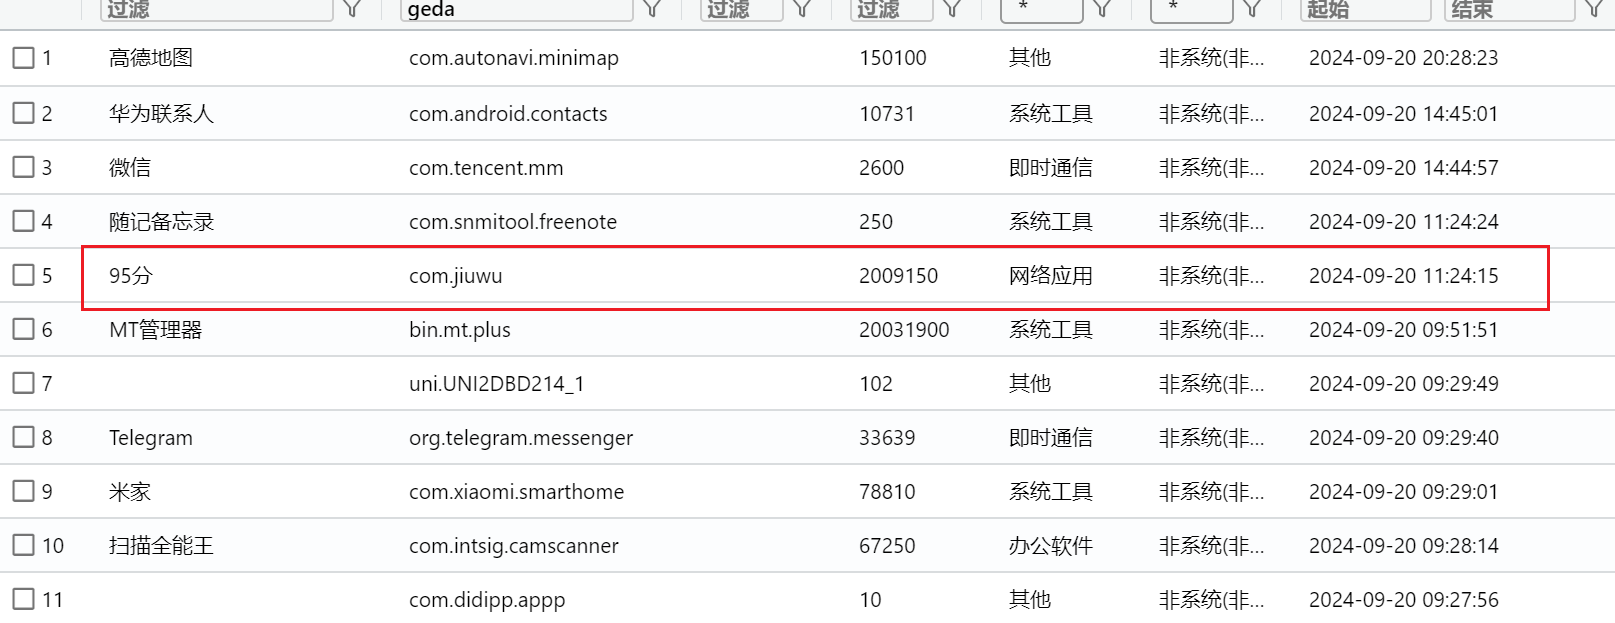 过滤 geda 过滤 过滤 * * 起始 结束
1 高德地图 com.autonavi.minimap 150100 其他 非系统(非... 2024-09-20 20:28:23
2 华为联系人 com.android.contacts 10731 系统工具 非系统(非... 2024-09-20 14:45:01
3 微信 com.tencent.mm 2600 即时通信 非系统(非... 2024-09-20 14:44:57
4 随记备忘录 com.snmitool.freenote 250 系统工具 非系统(非... 2024-09-20 11:24:24
5 95分 com.jiuwu 2009150 网络应用 非系统(非... 2024-09-20 11:24:15
6 MT管理器 bin.mt.plus 20031900 系统工具 非系统(非... 2024-09-20 09:51:51
7 uni.UNI2DBD214_1 102 其他 非系统(非... 2024-09-20 09:29:49
8 Telegram org.telegram.messenger 33639 即时通信 非系统(非... 2024-09-20 09:29:40
9 米家 com.xiaomi.smarthome 78810 系统工具 非系统(非... 2024-09-20 09:29:01
10 扫描全能王 com.intsig.camscanner 67250 办公软件 非系统(非... 2024-09-20 09:28:14
11 com.didipp.appp 10 其他 非系统(非... 2024-09-20 09:27:56